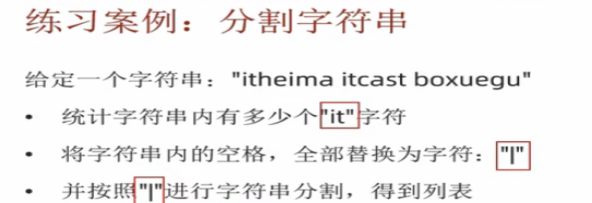 练习案例：分割字符串
给定一个字符串："itheima itcast boxuegu"
• 统计字符串内有多少个"it"字符
• 将字符串内的空格，全部替换为字符："|"
• 并按照"|"进行字符串分割，得到列表